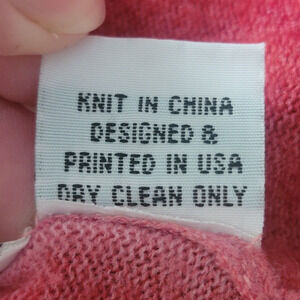 KNIT IN CHINA
DESIGNED &
PRINTED IN USA
DRY CLEAN ONLY